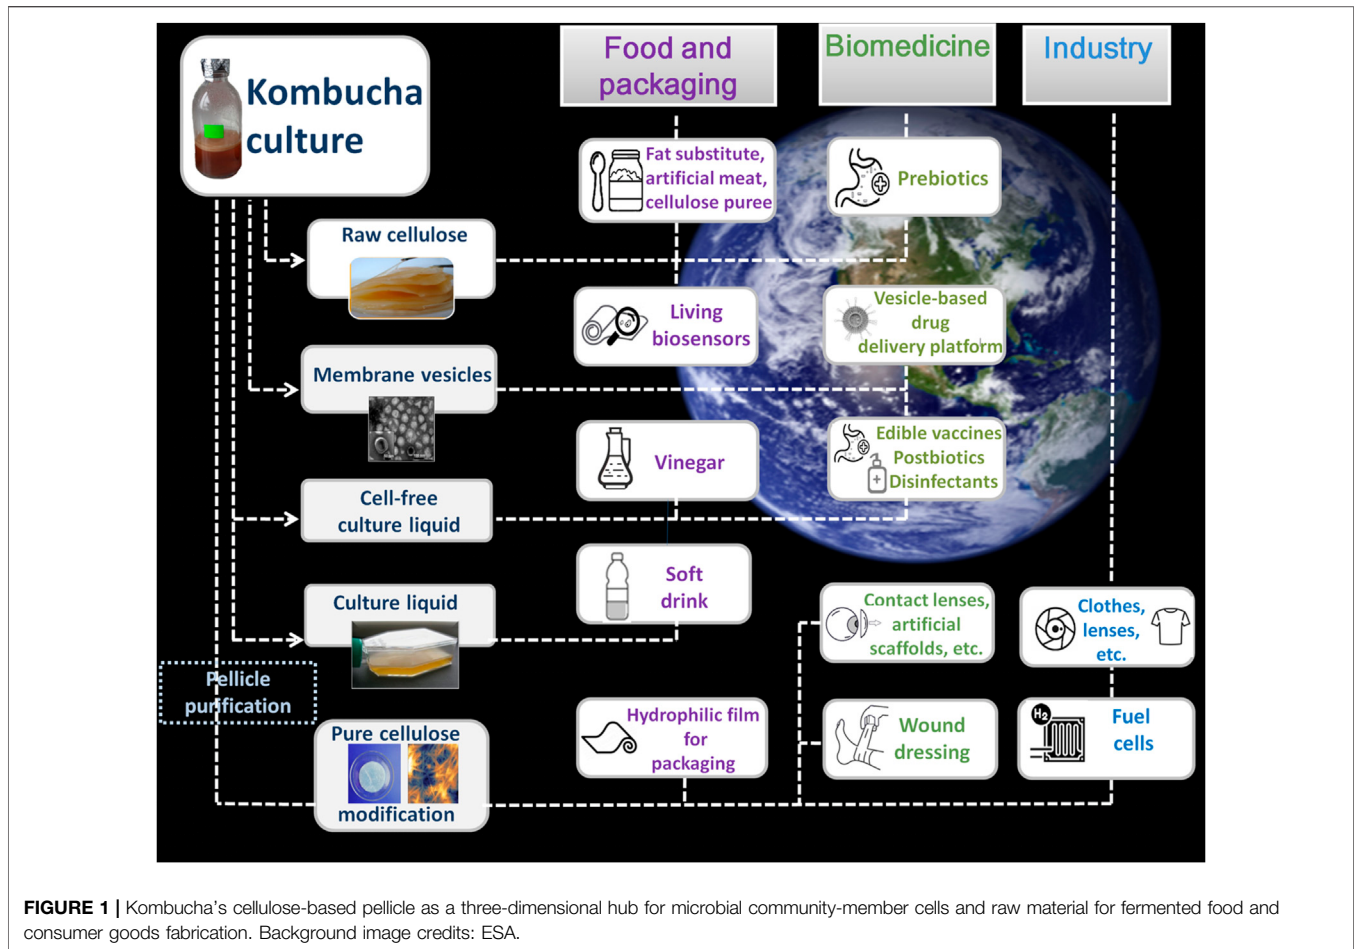 Kombucha
culture
Food and
packaging
Biomedicine
Industry
Fat substitute,
artificial meat,
cellulose puree
Prebiotics
Raw cellulose
Living
biosensors
Vesicle-based
drug
delivery platform
Membrane vesicles
Vinegar
Edible vaccines
Postbiotics
Disinfectants
Cell-free
culture liquid
Soft
drink
Culture liquid
Contact lenses,
artificial
scaffolds, etc.
Clothes,
lenses,
etc.
Pellicle
purification
Pure cellulose
modification
Hydrophilic film
for
packaging
Wound
dressing
H2
Fuel
cells
FIGURE 1 | Kombucha's cellulose-based pellicle as a three-dimensional hub for microbial community-member cells and raw material for fermented food and
consumer goods fabrication. Background image credits: ESA.